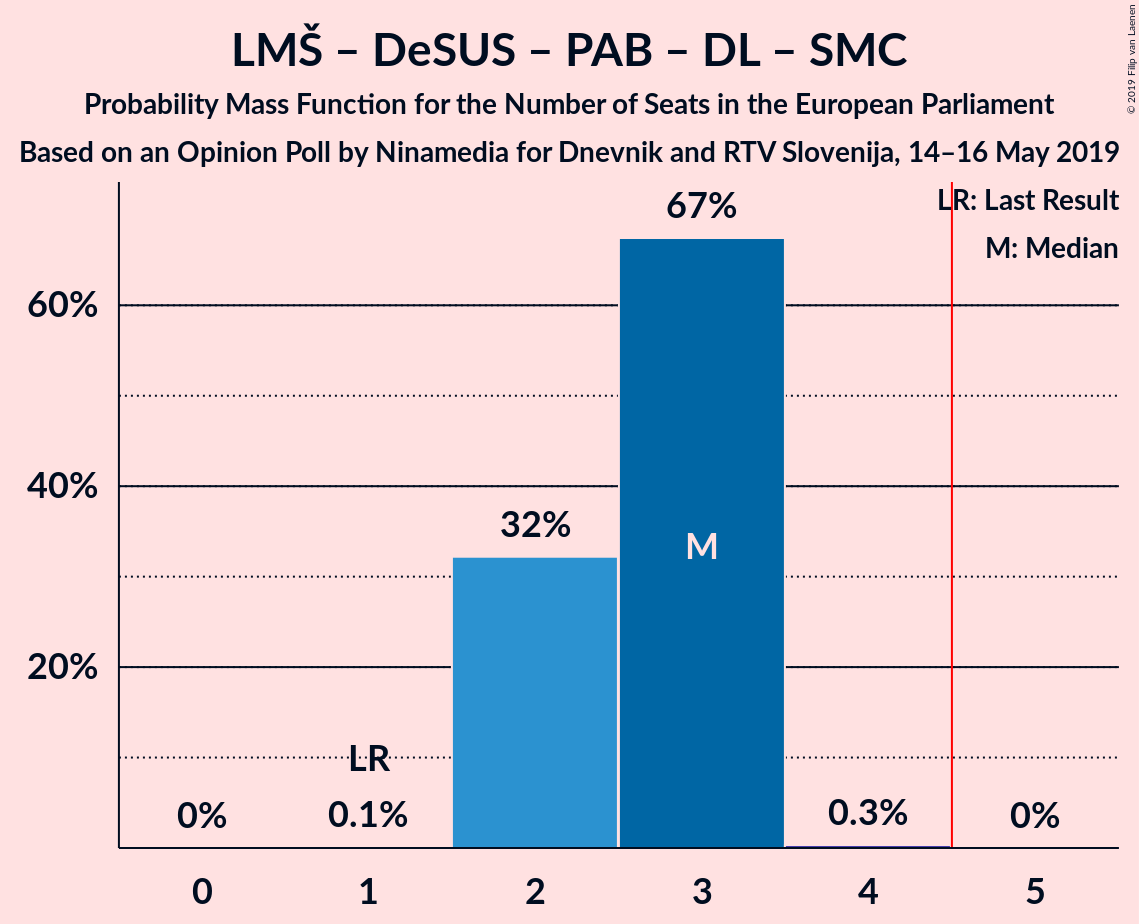 LMŠ – DeSUS – PAB – DL – SMC
Probability Mass Function for the Number of Seats in the European Parliament
Based on an Opinion Poll by Ninamedia for Dnevnik and RTV Slovenija, 14–16 May 2019
© 2019 Filip van Laenen
LR: Last Result
M: Median
67%
60%
40%
32%
M
20%
LR
0%
0.1%
0.3%
0%
0 1 2 3 4 5